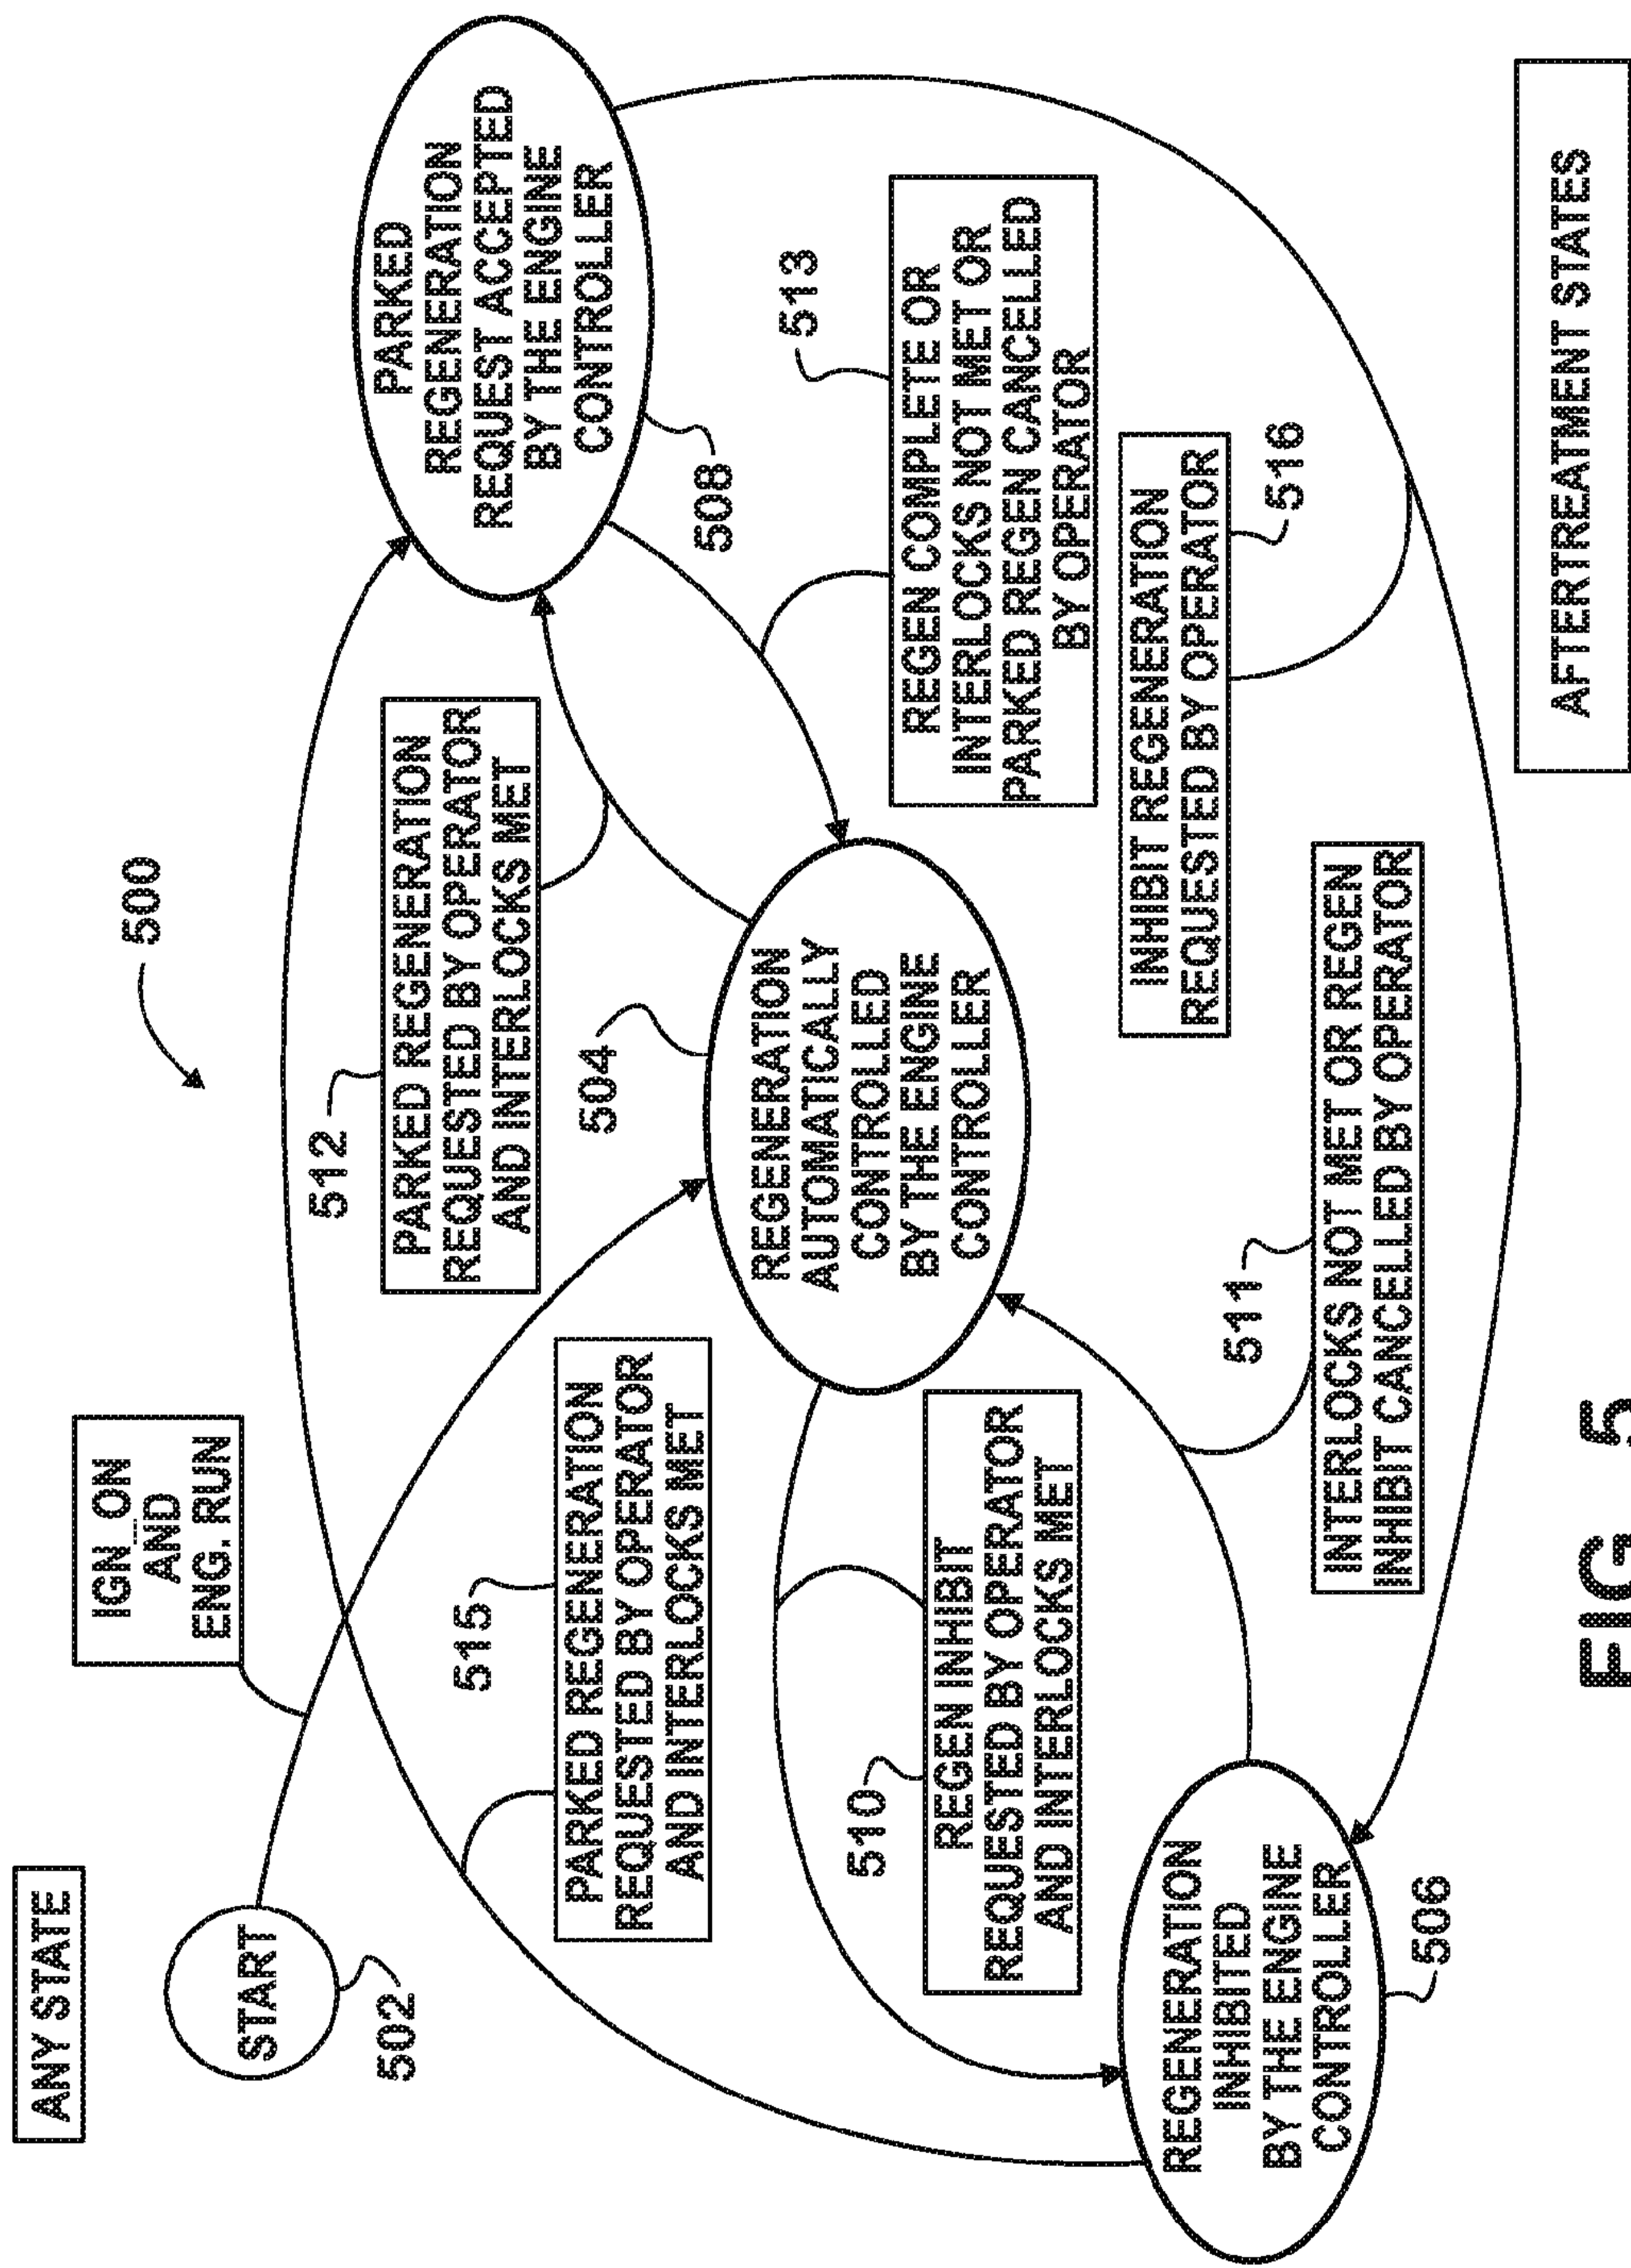 ANY STATE
START
502
IGN_ON
AND
ENG. RUN
500
512
PARKED REGENERATION
REQUESTED BY OPERATOR
AND INTERLOCKS MET
PARKED
REGENERATION
REQUEST ACCEPTED
BY THE ENGINE
CONTROLLER
508
515
PARKED REGENERATION
REQUESTED BY OPERATOR
AND INTERLOCKS MET
504
REGENERATION
AUTOMATICALLY
CONTROLLED
BY THE ENGINE
CONTROLLER
513
REGEN COMPLETE OR
INTERLOCKS NOT MET OR
PARKED REGEN CANCELLED
BY OPERATOR
510
REGEN INHIBIT
REQUESTED BY OPERATOR
AND INTERLOCKS MET
INHIBIT REGENERATION
REQUESTED BY OPERATOR
516
REGENERATION
INHIBITED
BY THE ENGINE
CONTROLLER
506
511
INTERLOCKS NOT MET OR REGEN
INHIBIT CANCELLED BY OPERATOR
FIG. 5
AFTERTREATMENT STATES